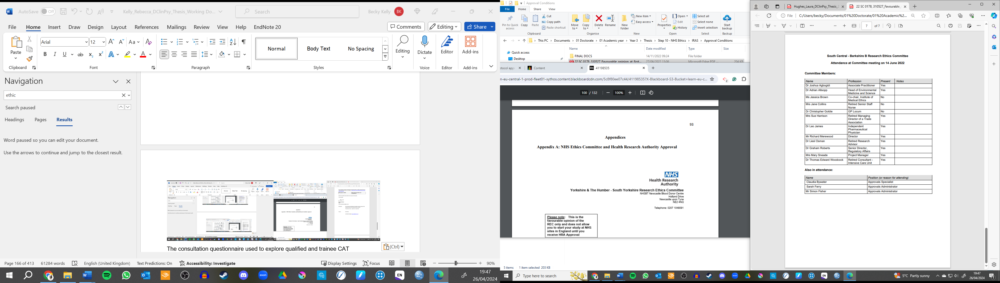 AutoSave Off Kelly_Rebecca_DClinPsy_Thesis_Working Do... Search Becky Kelly BK
File Home Insert Draw Design Layout References Mailings Review View Help EndNote 20 Comments Editing Share
Paste Clipboard
Arial 12 Font
Paragraph
Normal Body Text No Spacing Styles
Editing
Dictate Voice
Editor Editor
Add-ins Add-ins
Navigation
ethic
Search paused
Headings Pages Results
Word paused so you can edit your document.
Use the arrows to continue and jump to the closest result.
The consultation questionnaire used to explore qualified and trainee CAT
(Ctrl)
Page 166 of 413 61284 words English (United Kingdom) Text Predictions: On Accessibility: Investigate Display Settings Focus 90%
19:47
26/04/2024
Approval Conditions
File Home Share View
Pin to Quick access Copy Paste Cut Copy path Paste shortcut Clipboard
Move to Copy to Delete Rename Organise
New folder New item Easy access New
Properties Open Edit History Open
Select all Select none Invert selection Select
Start backup Backup
This PC Documents 01 Doctorate 01 Academic year Year 3 Thesis Step 10 - NHS Ethics IRAS Approval Conditions
Name Date modified Type Size
Quick access
Desktop
FINAL DOCS 14/11/2022 09:24 File folder
22 SC 0178, 310527_Favourable_opinion_at_first... 27/06/2022 13:06 Microsoft Edge PDF ... 204 KB
otocol appr Content Bb 41198535
n-eu-central-1-prod-fleet01-xythos.content.blackboardcdn.com/5c8f80ee07c44/41198535?X-Blackboard-S3-Bucket=learn-eu-c...
100 / 132 100%
93
Appendices
Appendix A: NHS Ethics Committee and Health Research Authority Approval
NHS
Health Research
Authority
Yorkshire & The Humber - South Yorkshire Research Ethics Committee
NHSBT Newcastle Blood Donor Centre
Holland Drive
Newcastle upon Tyne
NE2 4NQ
Telephone: 0207 1048091
Please note: This is the
favourable opinion of the
REC only and does not allow
you to start your study at NHS
sites in England until you
receive HRA Approval
5 items 1 item selected 203 KB
Type here to search
5°C Partly sunny
19:47
26/04/2024
Hughes_Laura_DClinPsy_Thesis_2 22 SC 0178, 310527_Favourable_
File C:/Users/becky/Documents/01%20Doctorate/01%20Academic%2...
7 of 7
South Central - Berkshire B Research Ethics Committee
Attendance at Committee meeting on 14 June 2022
Committee Members:
Name Profession Present Notes
Dr Joshua Agbogidi Associate Practitioner Yes
Dr Adrian Allsopp Head of Environmental Medicine and Science Yes
Ms Jessica Brown Co-chair, Institute of Medical Ethics No
Mrs Jane Collins Retired Senior Staff Nurse No
Dr Christopher Goldie GP Locum No
Mrs Sue Harrison Retired Managing Director of a Trade Association Yes
Dr Leo James Independent Pharmaceutical Physician Yes
Mr Richard Merewood Director Yes
Dr Liesl Osman Retired Research Advisor Yes
Dr Graham Roberts Senior Director, Regulatory Affairs Yes
Mrs Mary Sneade Project Manager Yes
Dr Thomas Edward Woodcock Retired Consultant - Intensive Care Unit Yes
Also in attendance:
Name Position (or reason for attending)
Claudia Bywater Approvals Specialist
Sarah Ferry Approvals Administrator
Mr Simon Fisher Approvals Administrator